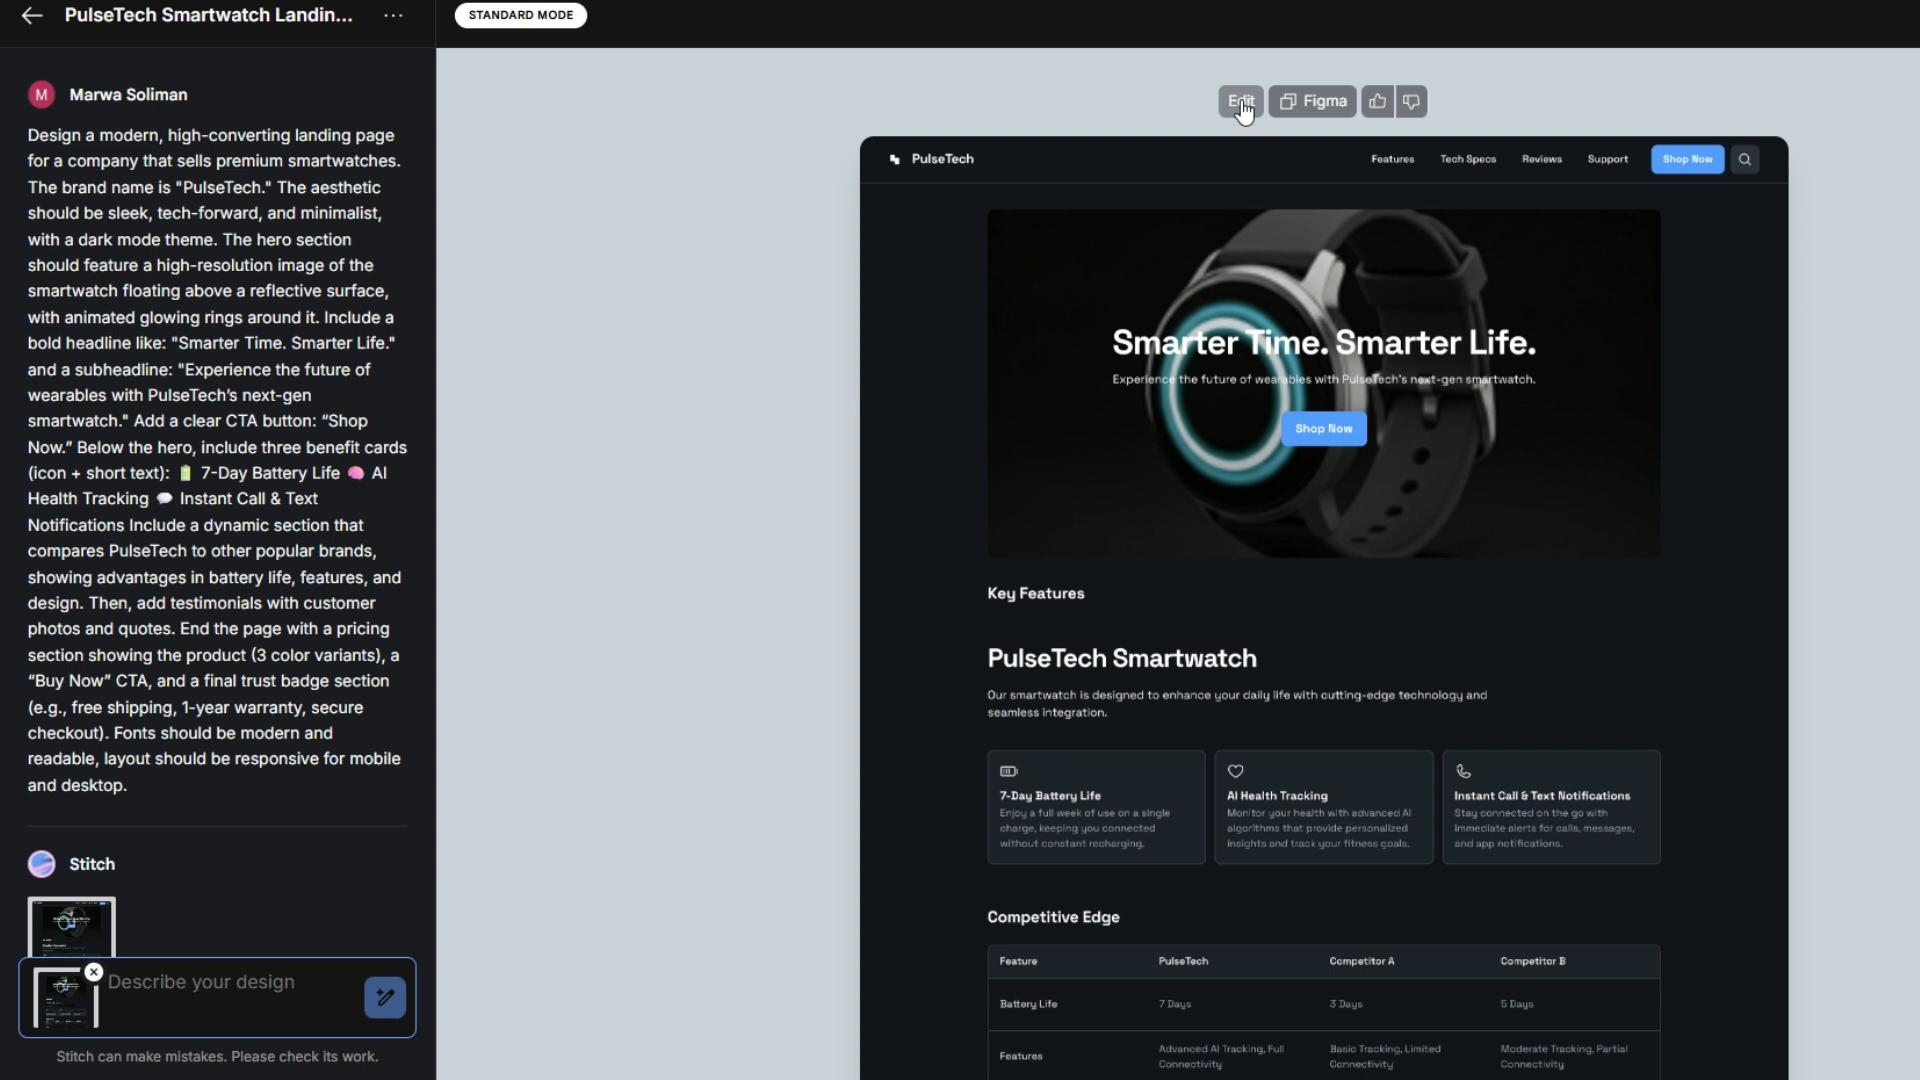 PulseTech Smartwatch Landin...
STANDARD MODE
M
Marwa Soliman
Design a modern, high-converting landing page
for a company that sells premium smartwatches.
The brand name is "PulseTech." The aesthetic
should be sleek, tech-forward, and minimalist,
with a dark mode theme. The hero section
should feature a high-resolution image of the
smartwatch floating above a reflective surface,
with animated glowing rings around it. Include a
bold headline like: "Smarter Time. Smarter Life."
and a subheadline: "Experience the future of
wearables with PulseTech's next-gen
smartwatch." Add a clear CTA button: “Shop
Now.” Below the hero, include three benefit cards
(icon + short text): 🔋 7-Day Battery Life 🧠 AI
Health Tracking 💬 Instant Call & Text
Notifications Include a dynamic section that
compares PulseTech to other popular brands,
showing advantages in battery life, features, and
design. Then, add testimonials with customer
photos and quotes. End the page with a pricing
section showing the product (3 color variants), a
“Buy Now” CTA, and a final trust badge section
(e.g., free shipping, 1-year warranty, secure
checkout). Fonts should be modern and
readable, layout should be responsive for mobile
and desktop.
Stitch
Describe your design
Stitch can make mistakes. Please check its work.
Edit
Figma
PulseTech
Features
Tech Specs
Reviews
Support
Shop Now
Smarter Time. Smarter Life.
Experience the future of wearables with PulseTech's next-gen smartwatch.
Shop Now
Key Features
PulseTech Smartwatch
Our smartwatch is designed to enhance your daily life with cutting-edge technology and
seamless integration.
7-Day Battery Life
Enjoy a full week of use on a single
charge, keeping you connected
without constant recharging.
AI Health Tracking
Monitor your health with advanced AI
algorithms that provide personalized
insights and track your fitness goals.
Instant Call & Text Notifications
Stay connected on the go with
immediate alerts for calls, messages,
and app notifications.
Competitive Edge
Feature PulseTech Competitor A Competitor B
Battery Life 7 Days 3 Days 5 Days
Features
Advanced AI Tracking, Full
Connectivity
Basic Tracking, Limited
Connectivity
Moderate Tracking, Partial
Connectivity